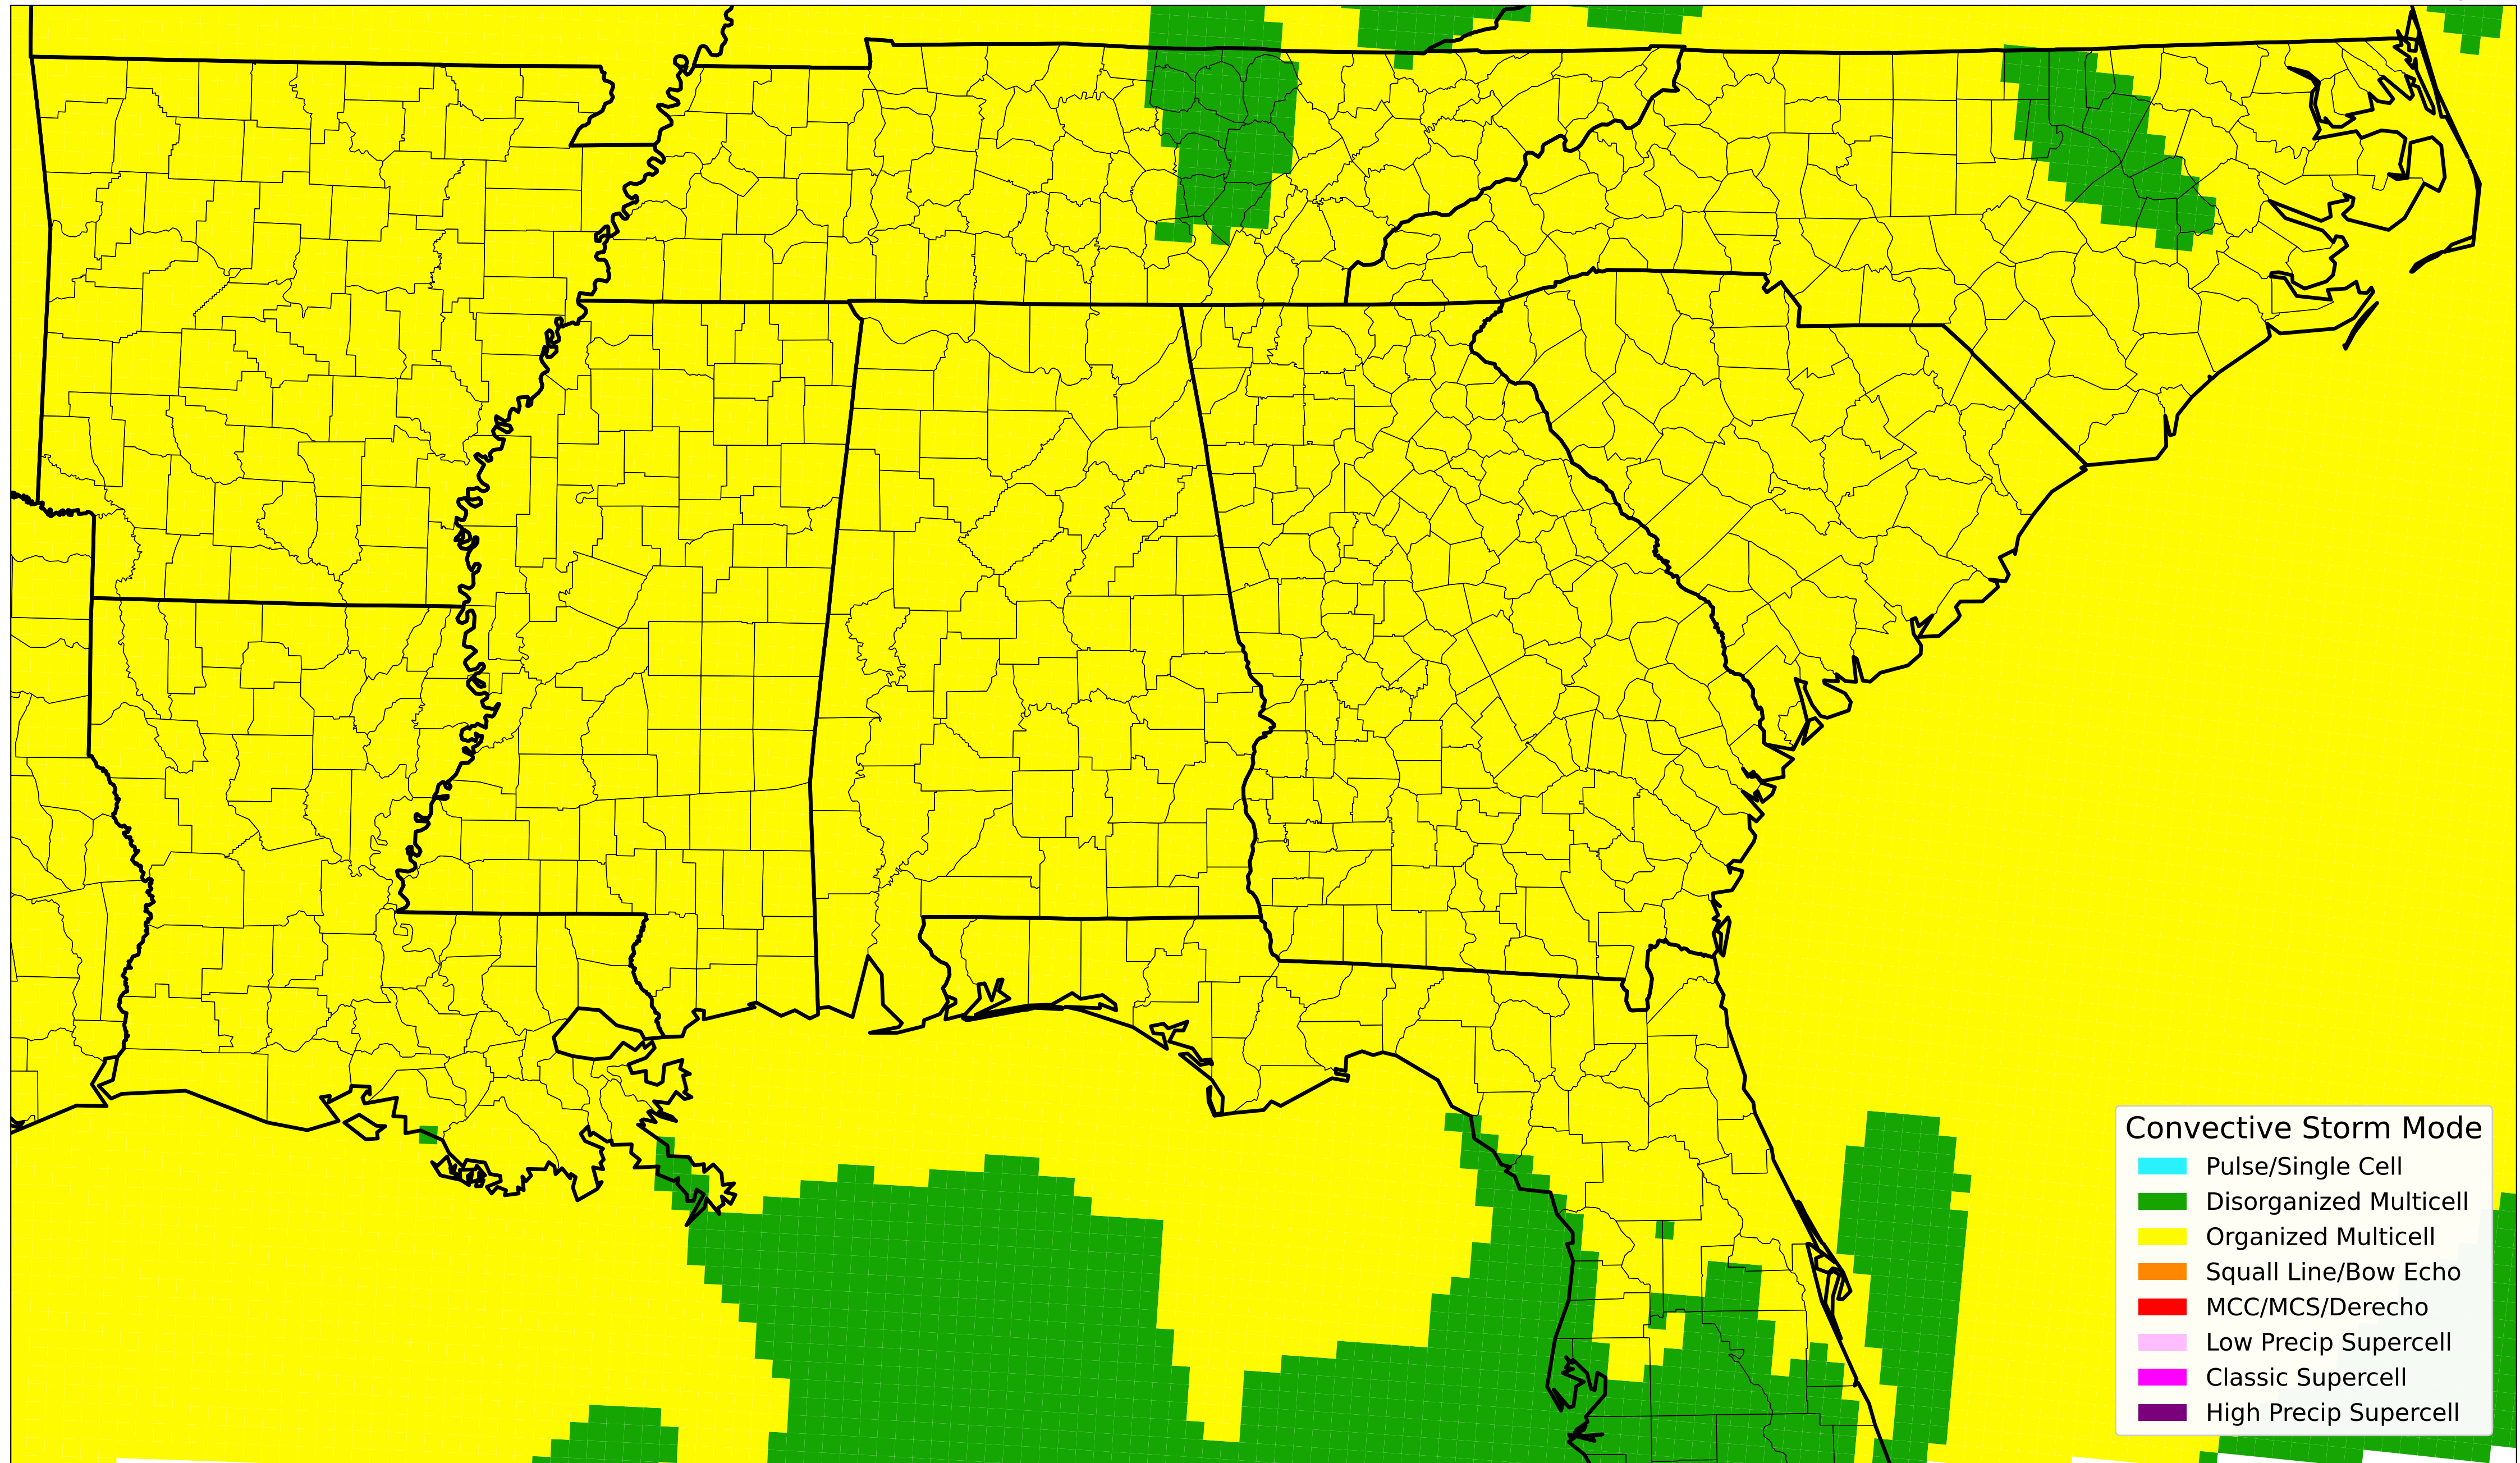 Convective Storm Mode
Pulse/Single Cell
Disorganized Multicell
Organized Multicell
Squall Line/Bow Echo
MCC/MCS/Derecho
Low Precip Supercell
Classic Supercell
High Precip Supercell